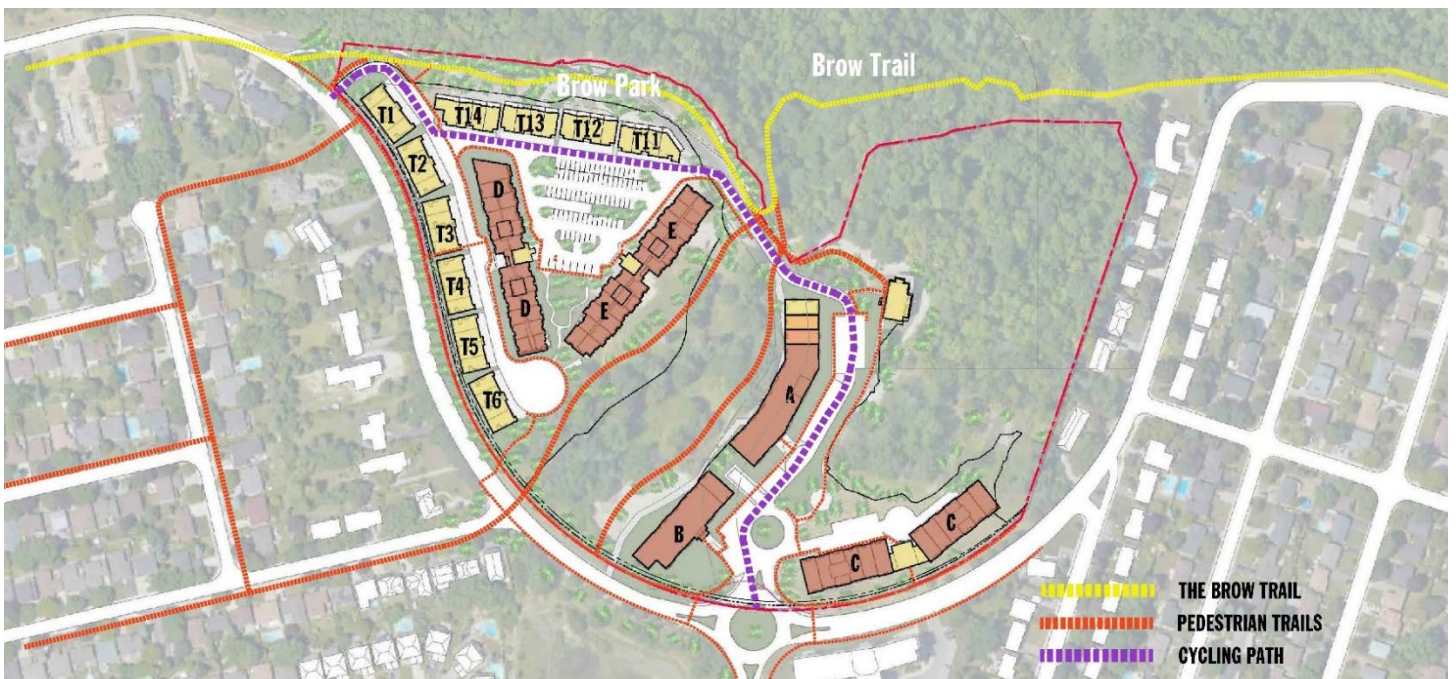 Brow Trail
Brow Park
T1
T14
T13
T12
T11
T2
D
T3
E
T4
D
E
T5
A
T6
B
C
C
THE BROW TRAIL
PEDESTRIAN TRAILS
CYCLING PATH